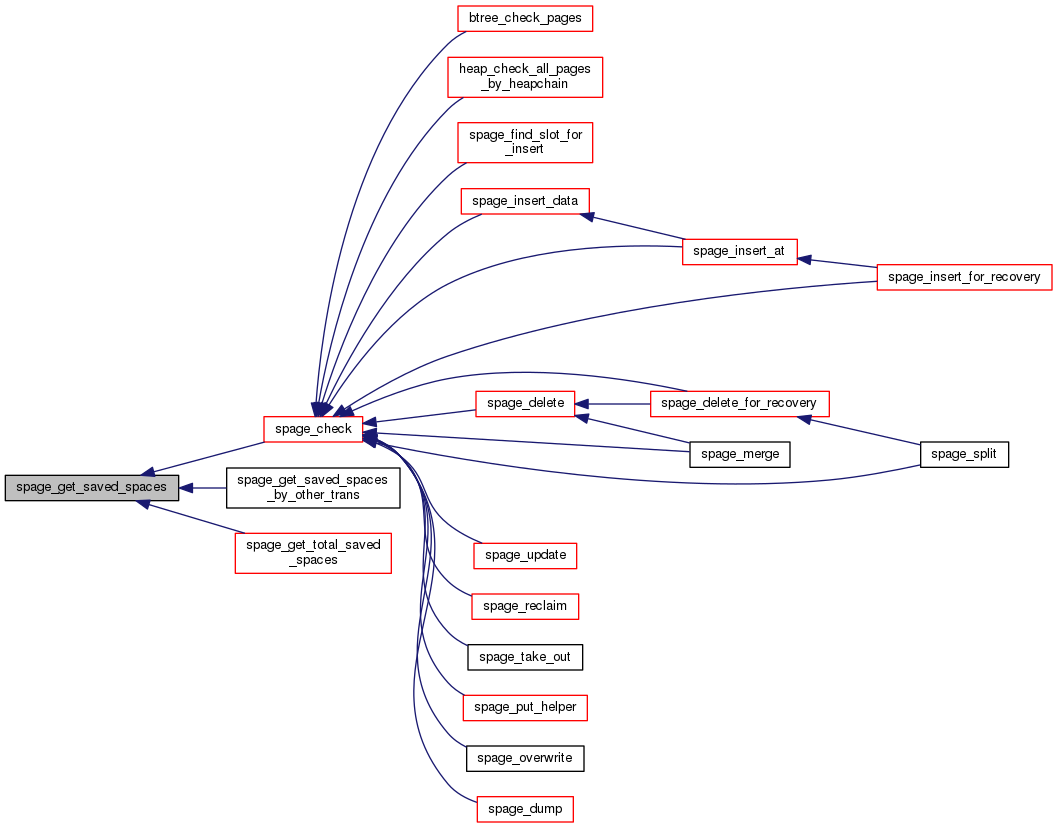 btree_check_pages
heap_check_all_pages
_by_heapchain
spage_find_slot_for
_insert
spage_insert_data
spage_insert_at
spage_insert_for_recovery
spage_delete
spage_delete_for_recovery
spage_check
spage_merge
spage_split
spage_get_saved_spaces
spage_get_saved_spaces
_by_other_trans
spage_get_total_saved
_spaces
spage_update
spage_reclaim
spage_take_out
spage_put_helper
spage_overwrite
spage_dump